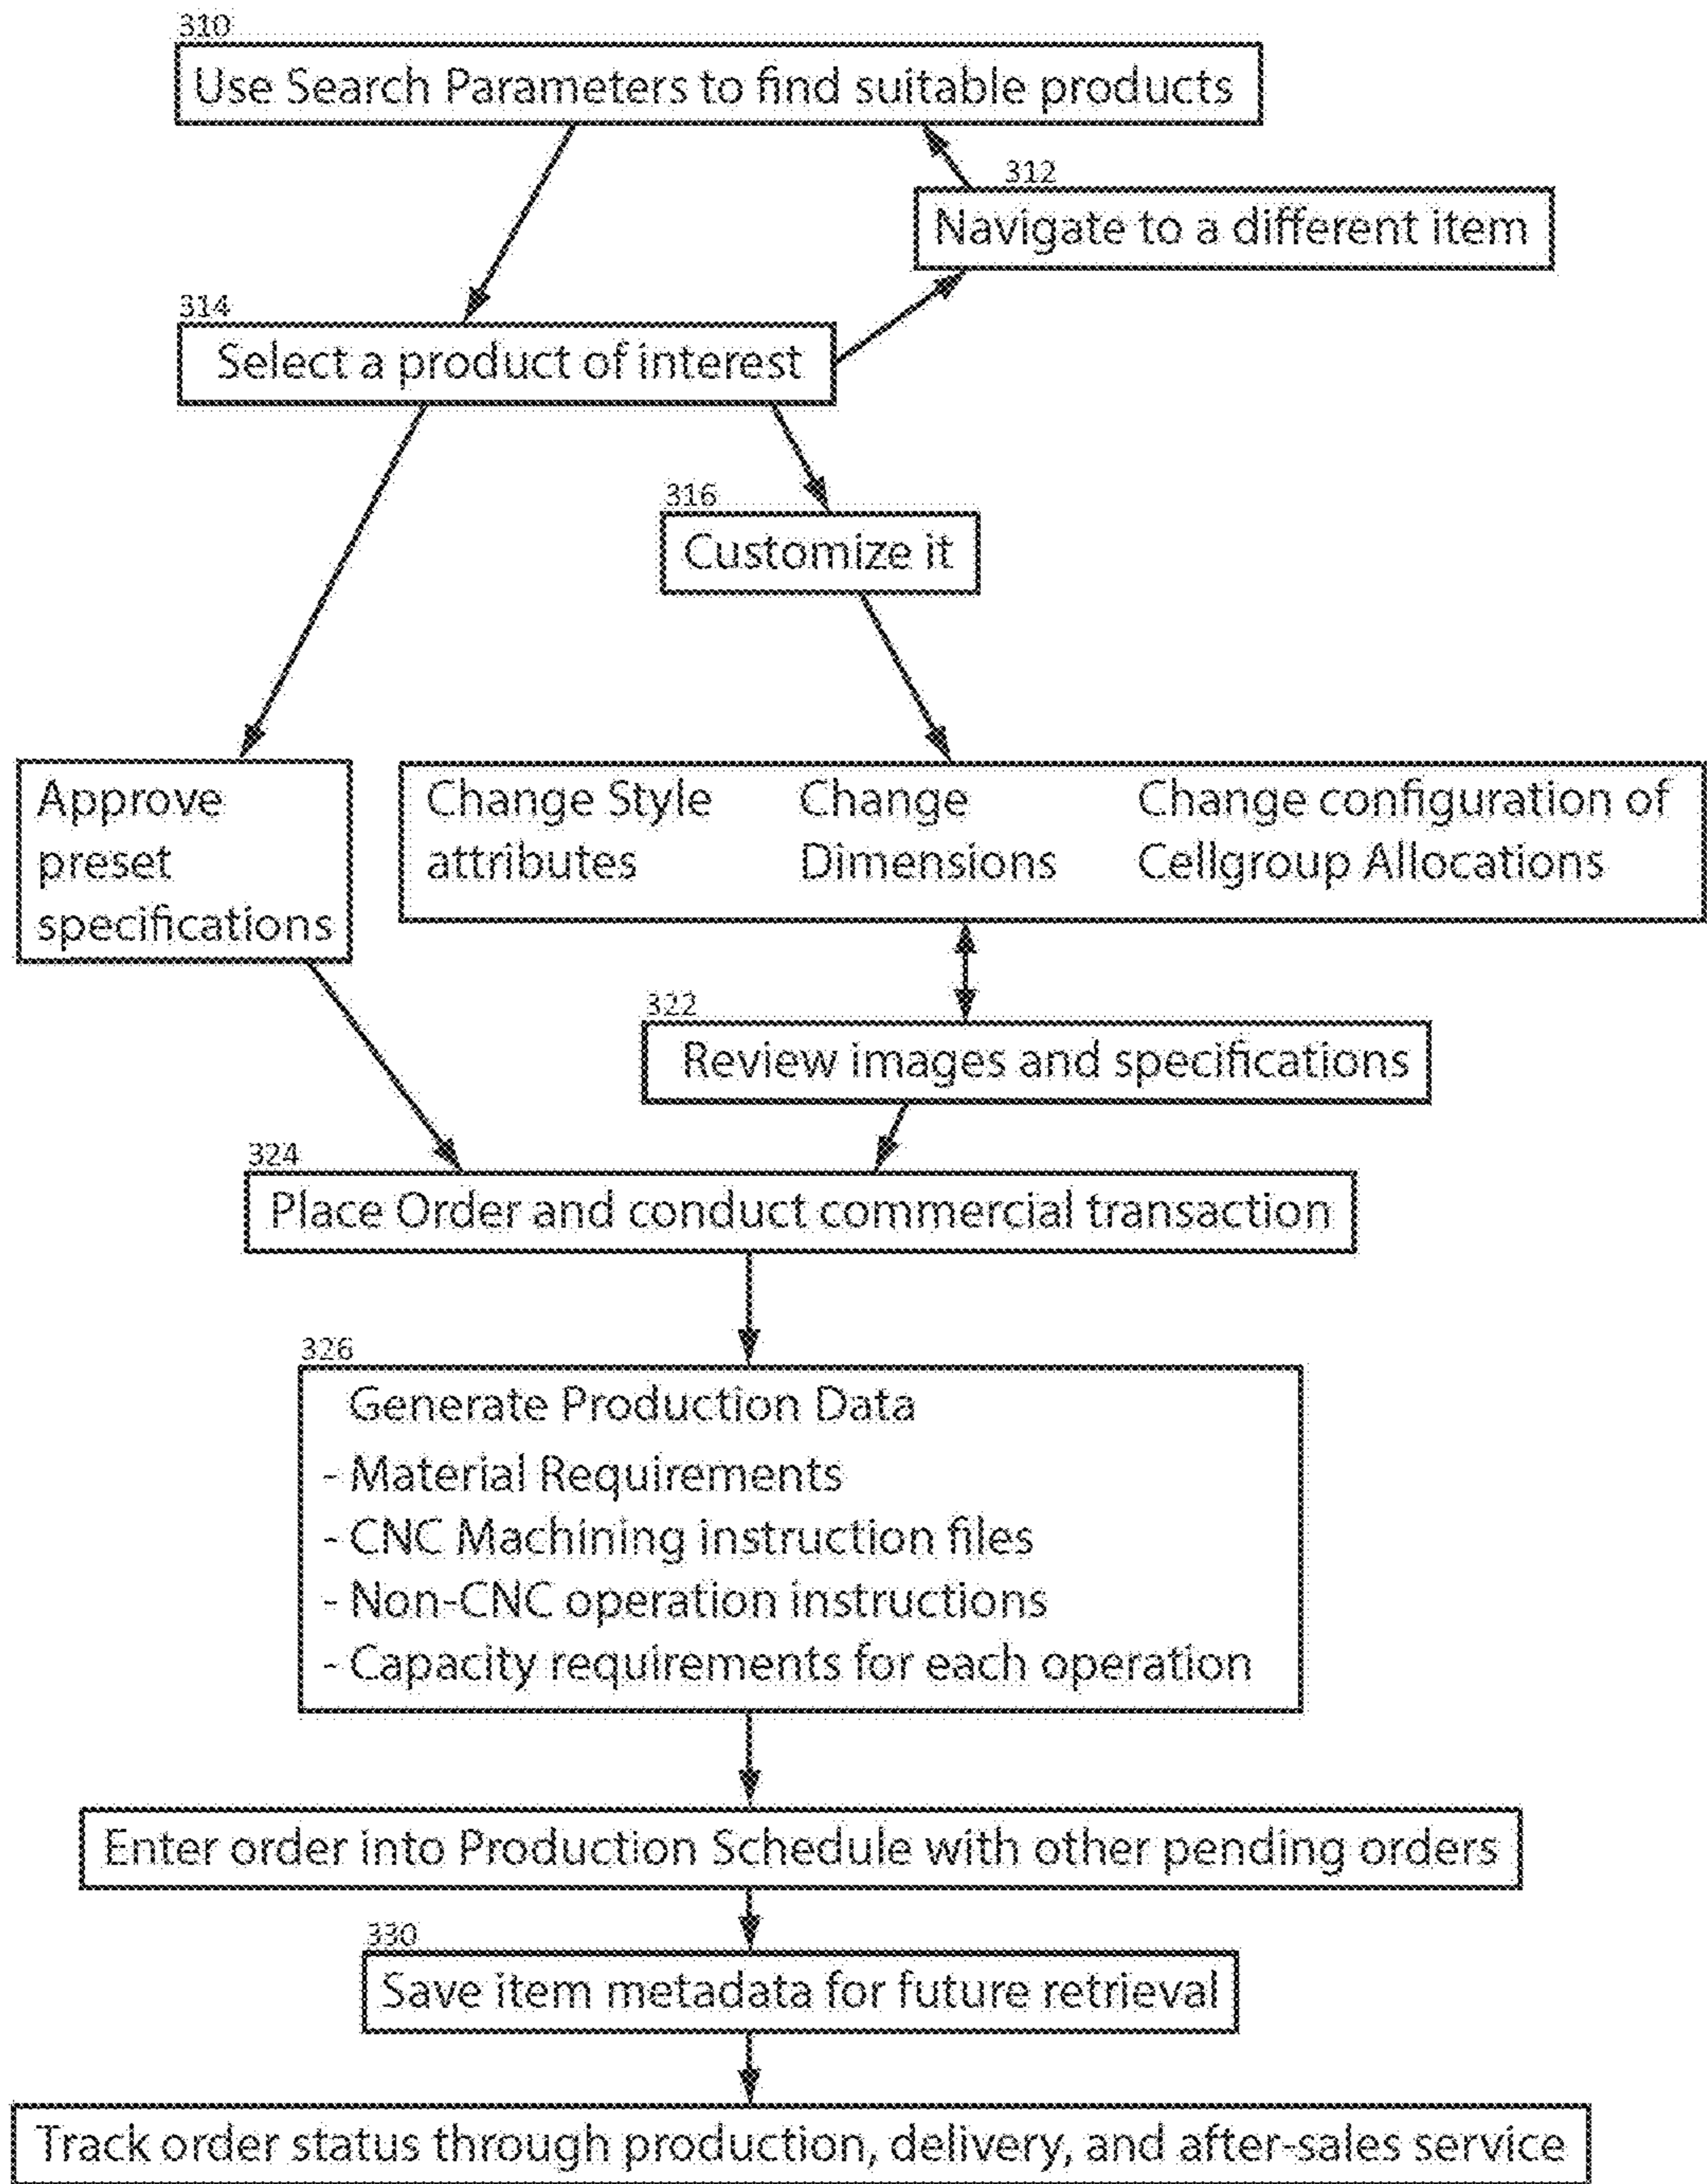 310
Use Search Parameters to find suitable products
312
Navigate to a different item
314
Select a product of interest
316
Customize it
Approve
preset
specifications
Change Style
attributes
Change
Dimensions
Change configuration of
Cellgroup Allocations
322
Review images and specifications
324
Place Order and conduct commercial transaction
326
Generate Production Data
- Material Requirements
- CNC Machining instruction files
- Non-CNC operation instructions
- Capacity requirements for each operation
Enter order into Production Schedule with other pending orders
330
Save item metadata for future retrieval
Track order status through production, delivery, and after-sales service